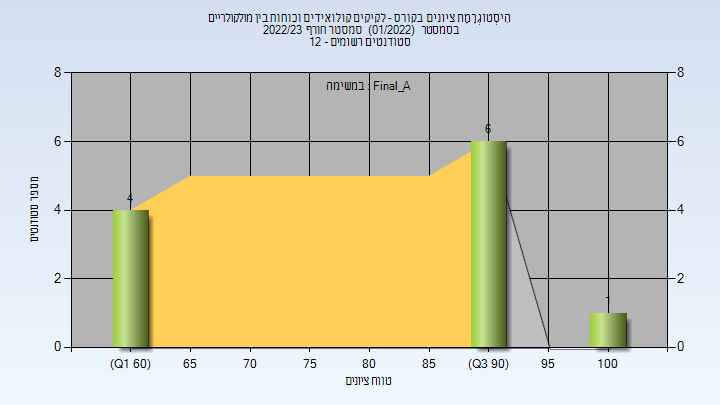 הִיסְטוֹגְרָמַת ציונים בקורס - לקיקים קולואידים וכוחות בין מולקולריים
בסמסטר (01/2022) סמסטר חורף 2022/23
סטודנטים רשומים - 12
במשימה : Final_A
מספר סטודנטים
8 8
6 6
4 4
2 2
0 0
4
6
1
(Q1 60) 65 70 75 80 85 (Q3 90) 95 100
טווח ציונים